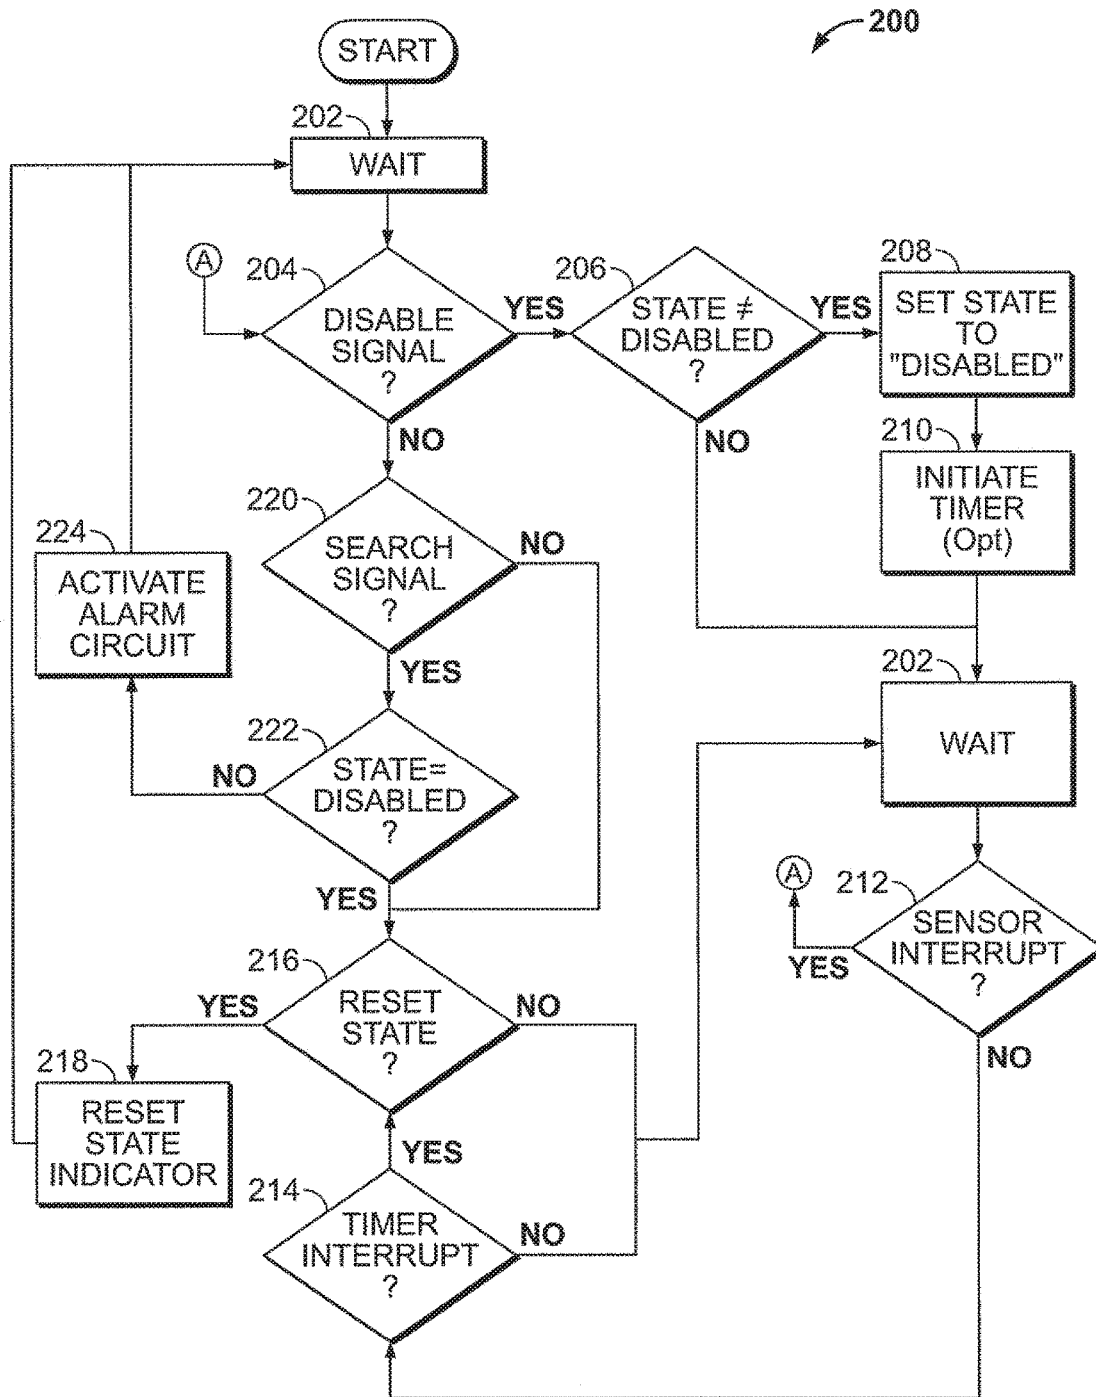 200
START
202
WAIT
A
204
DISABLE
SIGNAL
?
YES
NO
206
STATE ≠
DISABLED
?
YES
NO
208
SET STATE
TO
"DISABLED"
210
INITIATE
TIMER
(Opt)
220
SEARCH
SIGNAL
?
NO
YES
224
ACTIVATE
ALARM
CIRCUIT
222
STATE=
DISABLED
?
NO
YES
202
WAIT
A
212
SENSOR
INTERRUPT
?
YES
NO
216
RESET
STATE
?
YES
NO
218
RESET
STATE
INDICATOR
214
TIMER
INTERRUPT
?
YES
NO